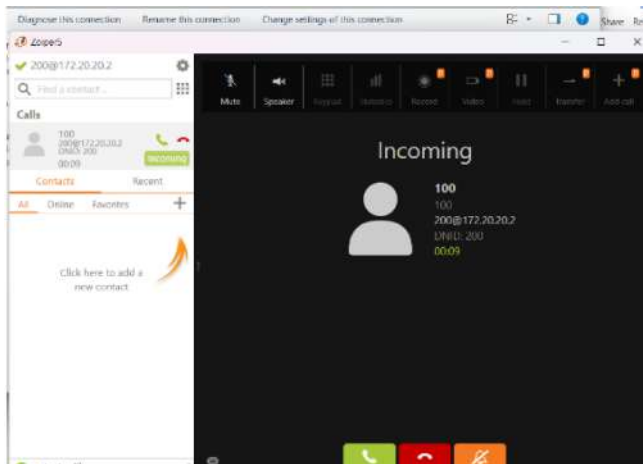 Diagnose this connection Rename this connection Change settings of this connection
Share
Zoiper5
200@172.20.20.2
Find a contact...
Mute Speaker Keypad Statistics Record Video Hold transfer Add call
Calls
100
200@172.20.20.2
DNID: 200
00:09
Incoming
Contacts Recent
All Online Favorites
Click here to add a
new contact
Incoming
100
100
200@172.20.20.2
DNID: 200
00:09